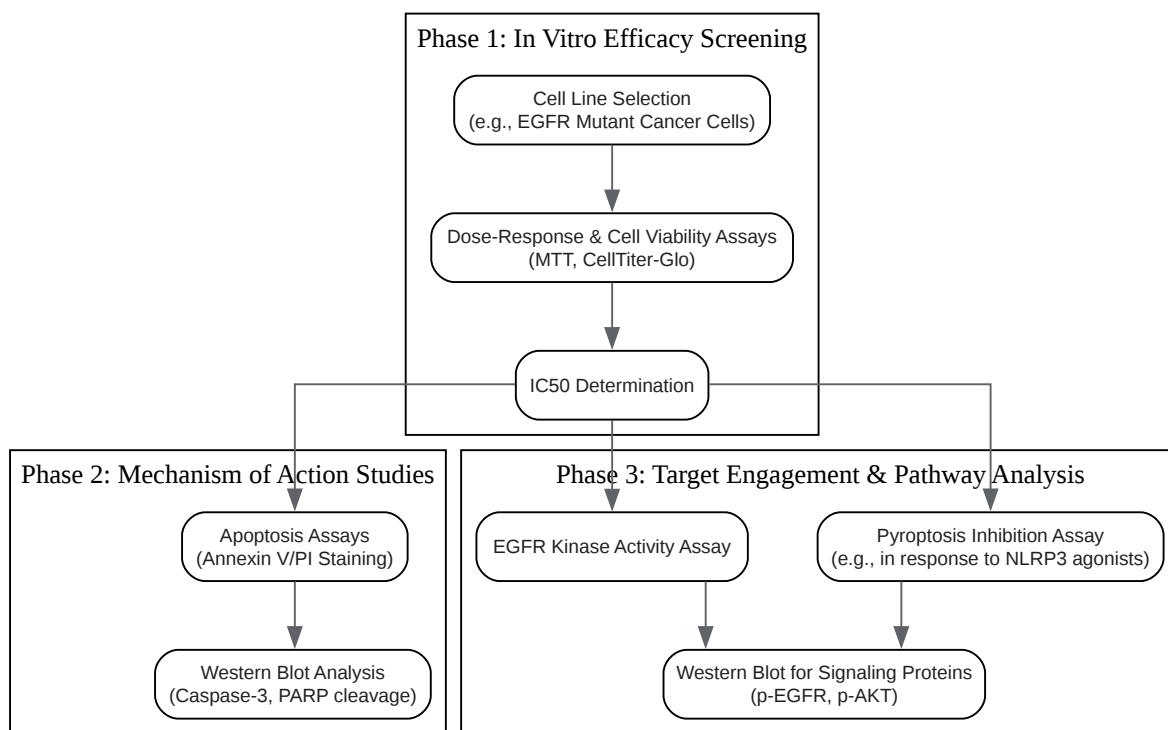 Phase 1: In Vitro Efficacy Screening
Cell Line Selection
(e.g., EGFR Mutant Cancer Cells)
Dose-Response & Cell Viability Assays
(MTT, CellTiter-Glo)
IC50 Determination
Phase 2: Mechanism of Action Studies
Apoptosis Assays
(Annexin V/PI Staining)
Western Blot Analysis
(Caspase-3, PARP cleavage)
Phase 3: Target Engagement & Pathway Analysis
EGFR Kinase Activity Assay
Pyroptosis Inhibition Assay
(e.g., in response to NLRP3 agonists)
Western Blot for Signaling Proteins
(p-EGFR, p-AKT)